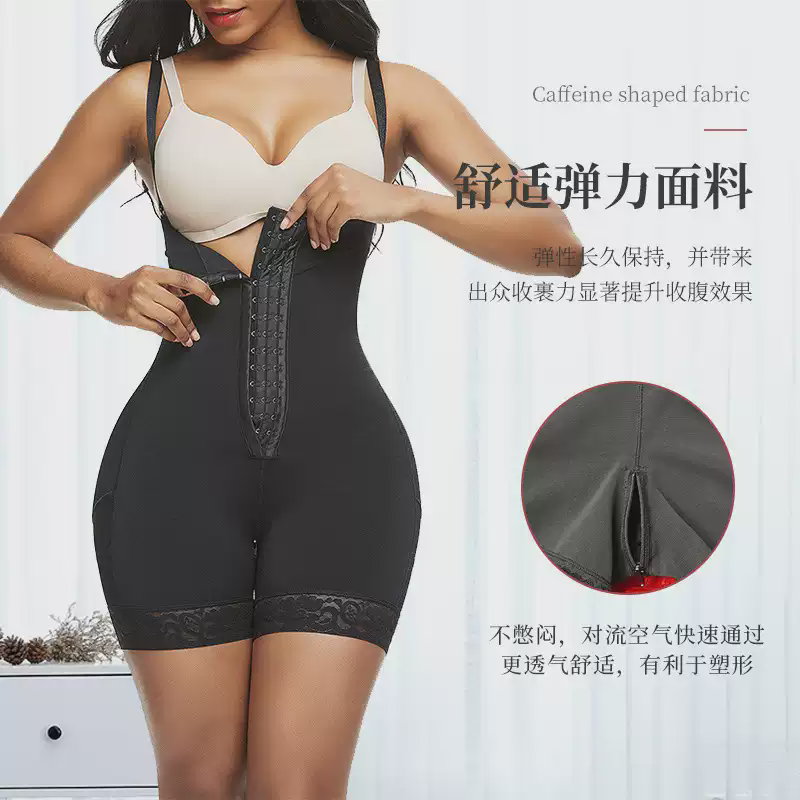 Caffeine shaped fabric
舒适弹力面料
弹性长久保持，并带来
出众收裹力显著提升收腹效果
不憋闷，对流空气快速通过
更透气舒适，有利于塑形